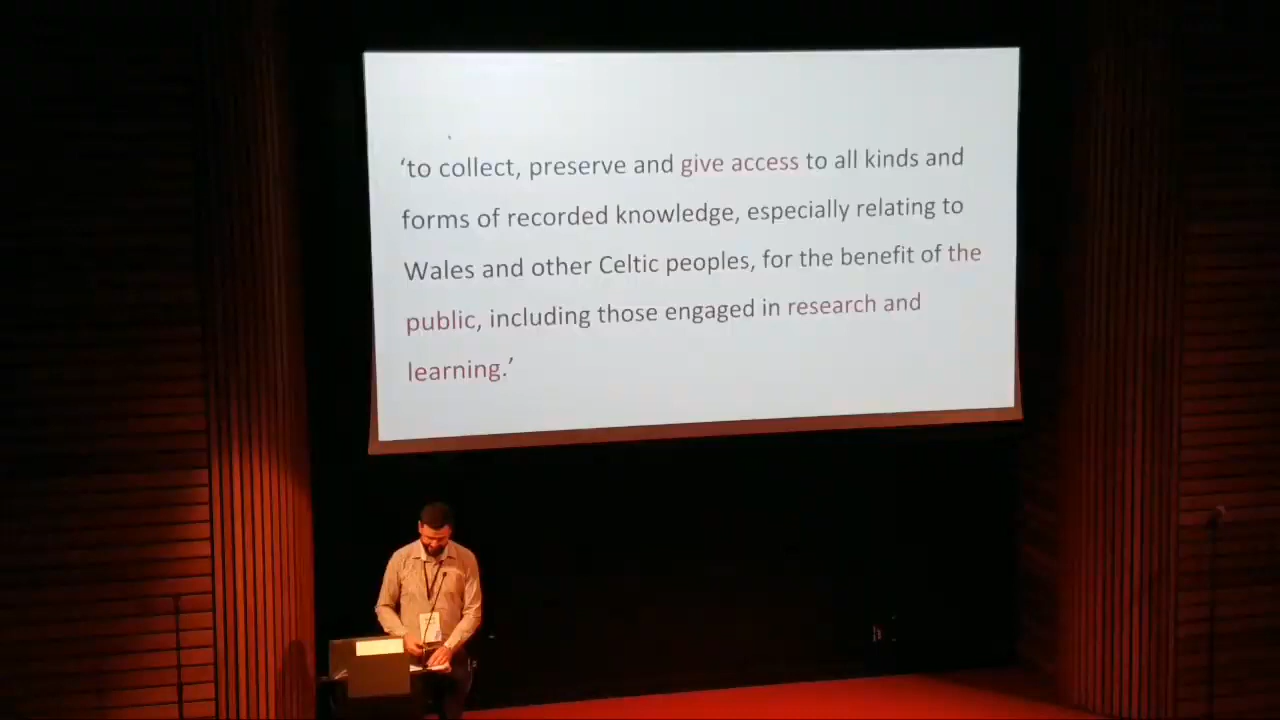 ‘to collect, preserve and give access to all kinds and
forms of recorded knowledge, especially relating to
Wales and other Celtic peoples, for the benefit of the
public, including those engaged in research and
learning.’